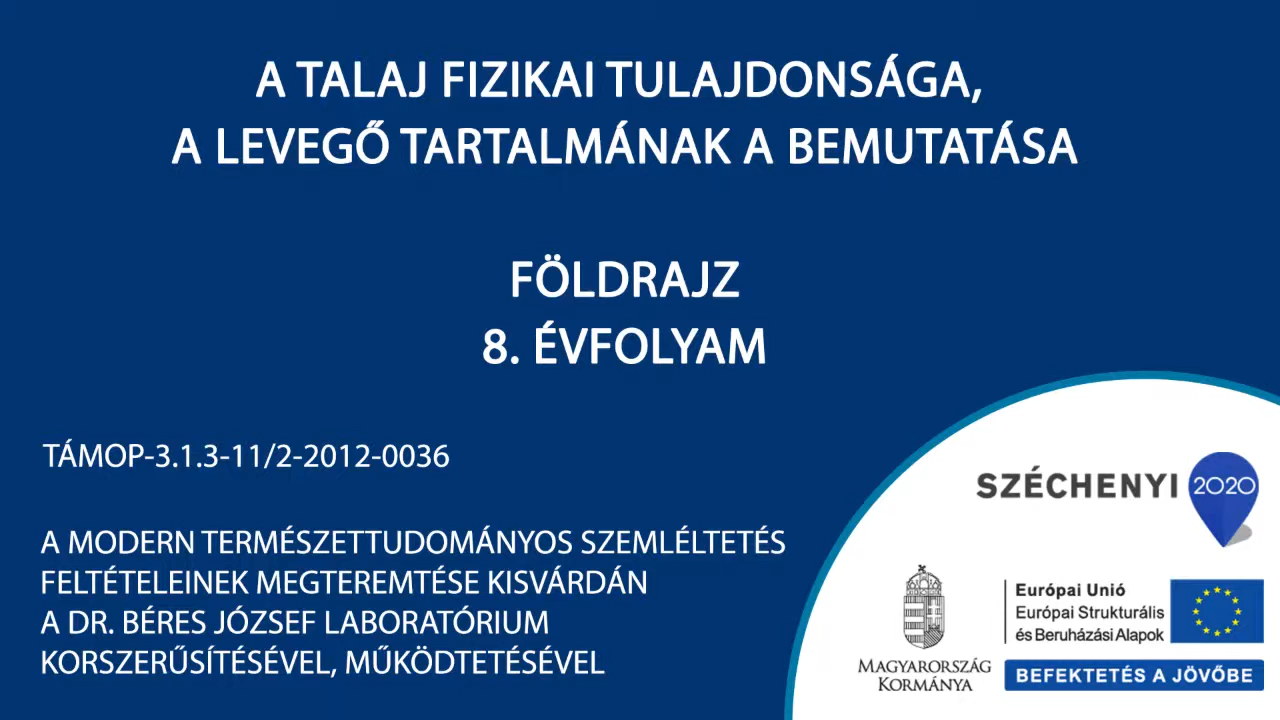 A TALAJ FIZIKAI TULAJDONSÁGA,
A LEVEGŐ TARTALMÁNAK A BEMUTATÁSA
FÖLDRAJZ
8. ÉVFOLYAM
TÁMOP-3.1.3-11/2-2012-0036
A MODERN TERMÉSZETTUDOMÁNYOS SZEMLÉLTETÉS
FELTÉTELEINEK MEGTEREMTÉSE KISVÁRDÁN
A DR. BÉRES JÓZSEF LABORATÓRIUM
KORSZERŰSÍTÉSÉVEL, MŰKÖDTETÉSÉVEL
SZÉCHENYI 2020
MAGYARORSZÁG
KORMÁNYA
Európai Unió
Európai Strukturális
és Beruházási Alapok
BEFEKTETÉS A JÖVŐBE